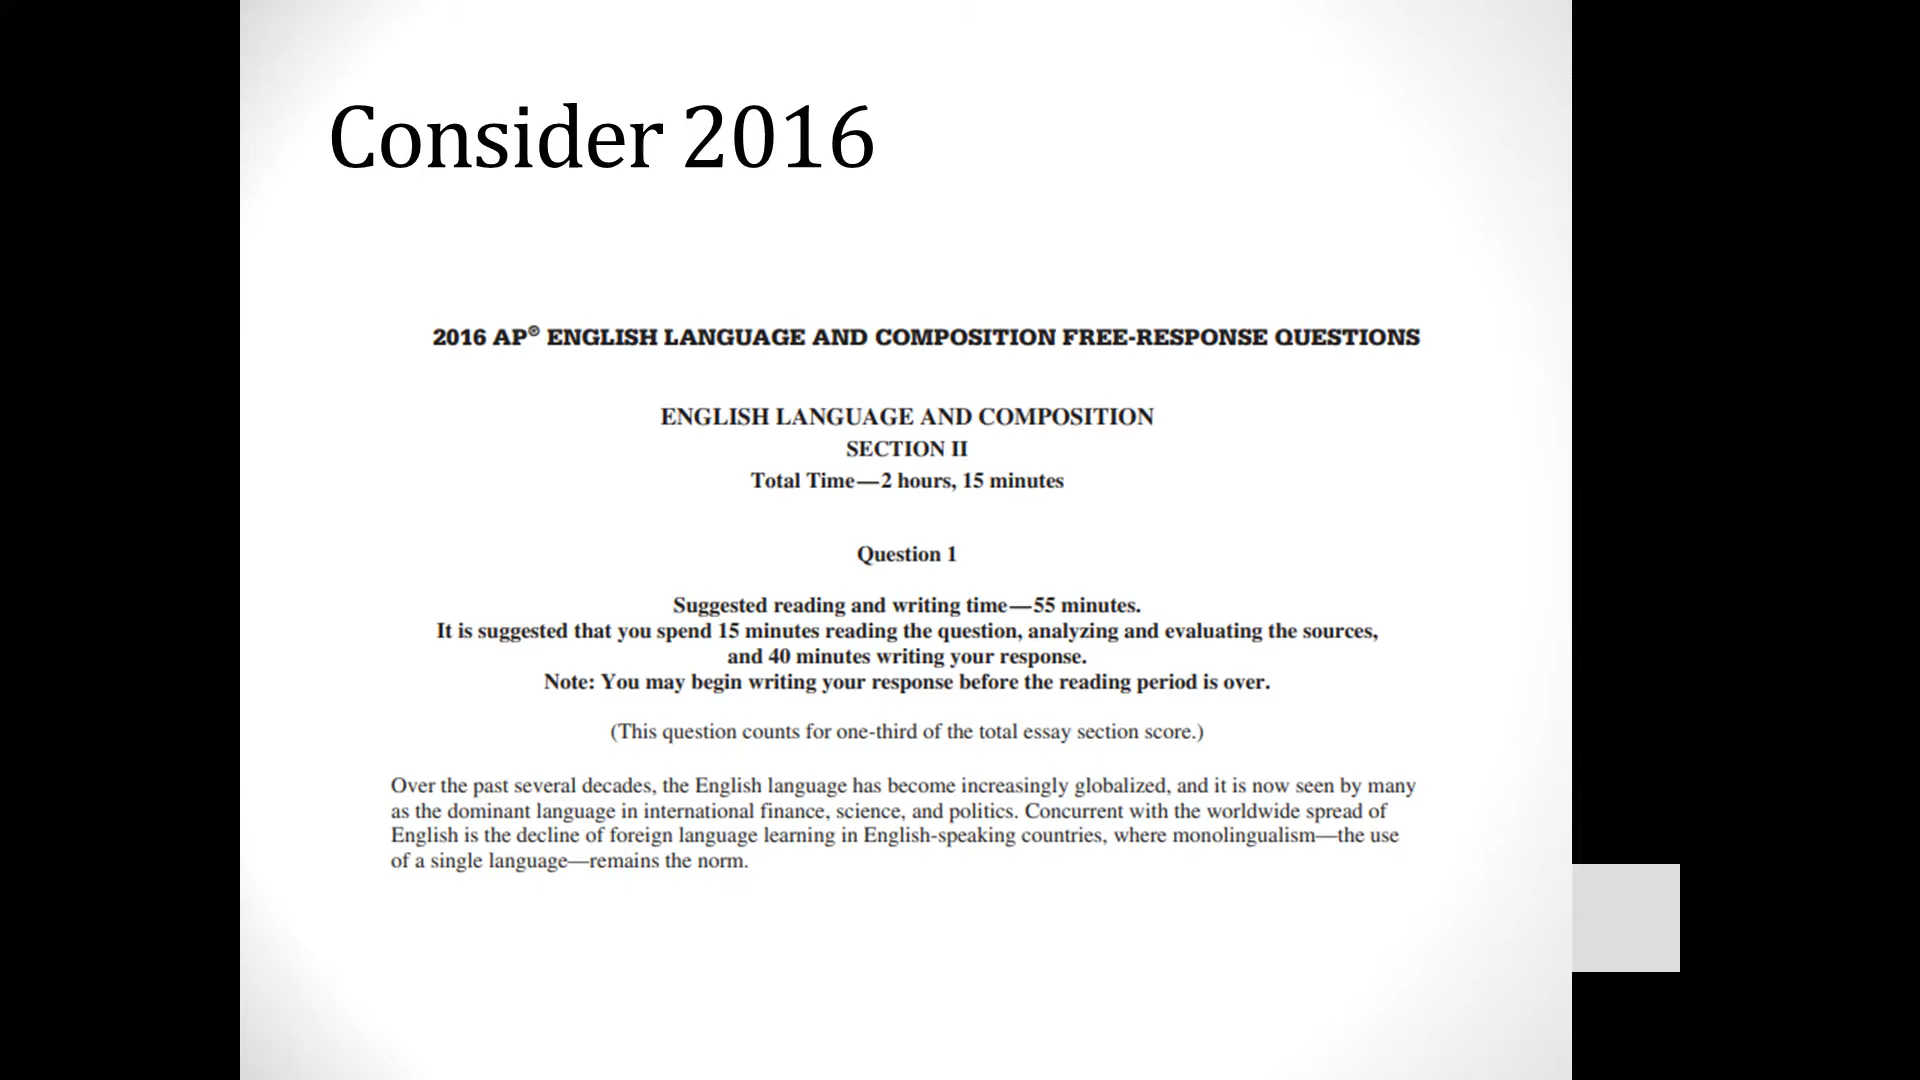 Consider 2016
2016 AP® ENGLISH LANGUAGE AND COMPOSITION FREE-RESPONSE QUESTIONS
ENGLISH LANGUAGE AND COMPOSITION
SECTION II
Total Time—2 hours, 15 minutes
Question 1
Suggested reading and writing time—55 minutes.
It is suggested that you spend 15 minutes reading the question, analyzing and evaluating the sources,
and 40 minutes writing your response.
Note: You may begin writing your response before the reading period is over.
(This question counts for one-third of the total essay section score.)
Over the past several decades, the English language has become increasingly globalized, and it is now seen by many
as the dominant language in international finance, science, and politics. Concurrent with the worldwide spread of
English is the decline of foreign language learning in English-speaking countries, where monolingualism—the use
of a single language—remains the norm.